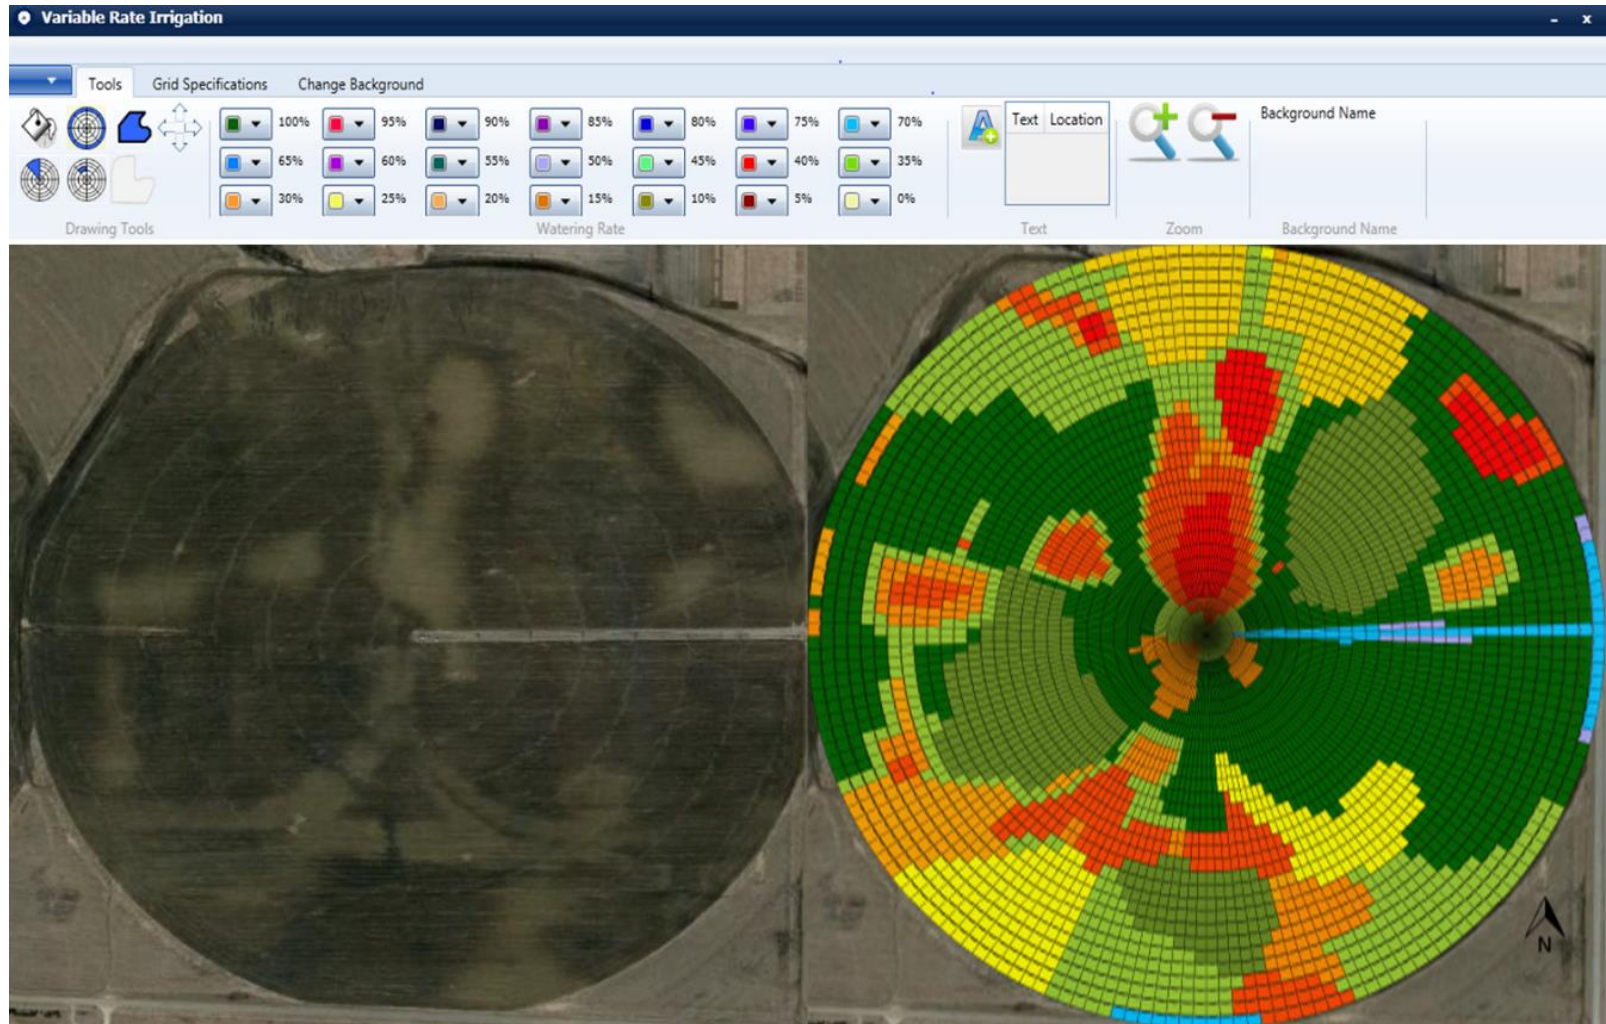 Variable Rate Irrigation
Tools Grid Specifications Change Background
100% 95% 90% 85% 80% 75% 70%
Text Location
Background Name
65% 60% 55% 50% 45% 40% 35%
30% 25% 20% 15% 10% 5% 0%
Drawing Tools Watering Rate Text Zoom Background Name
N